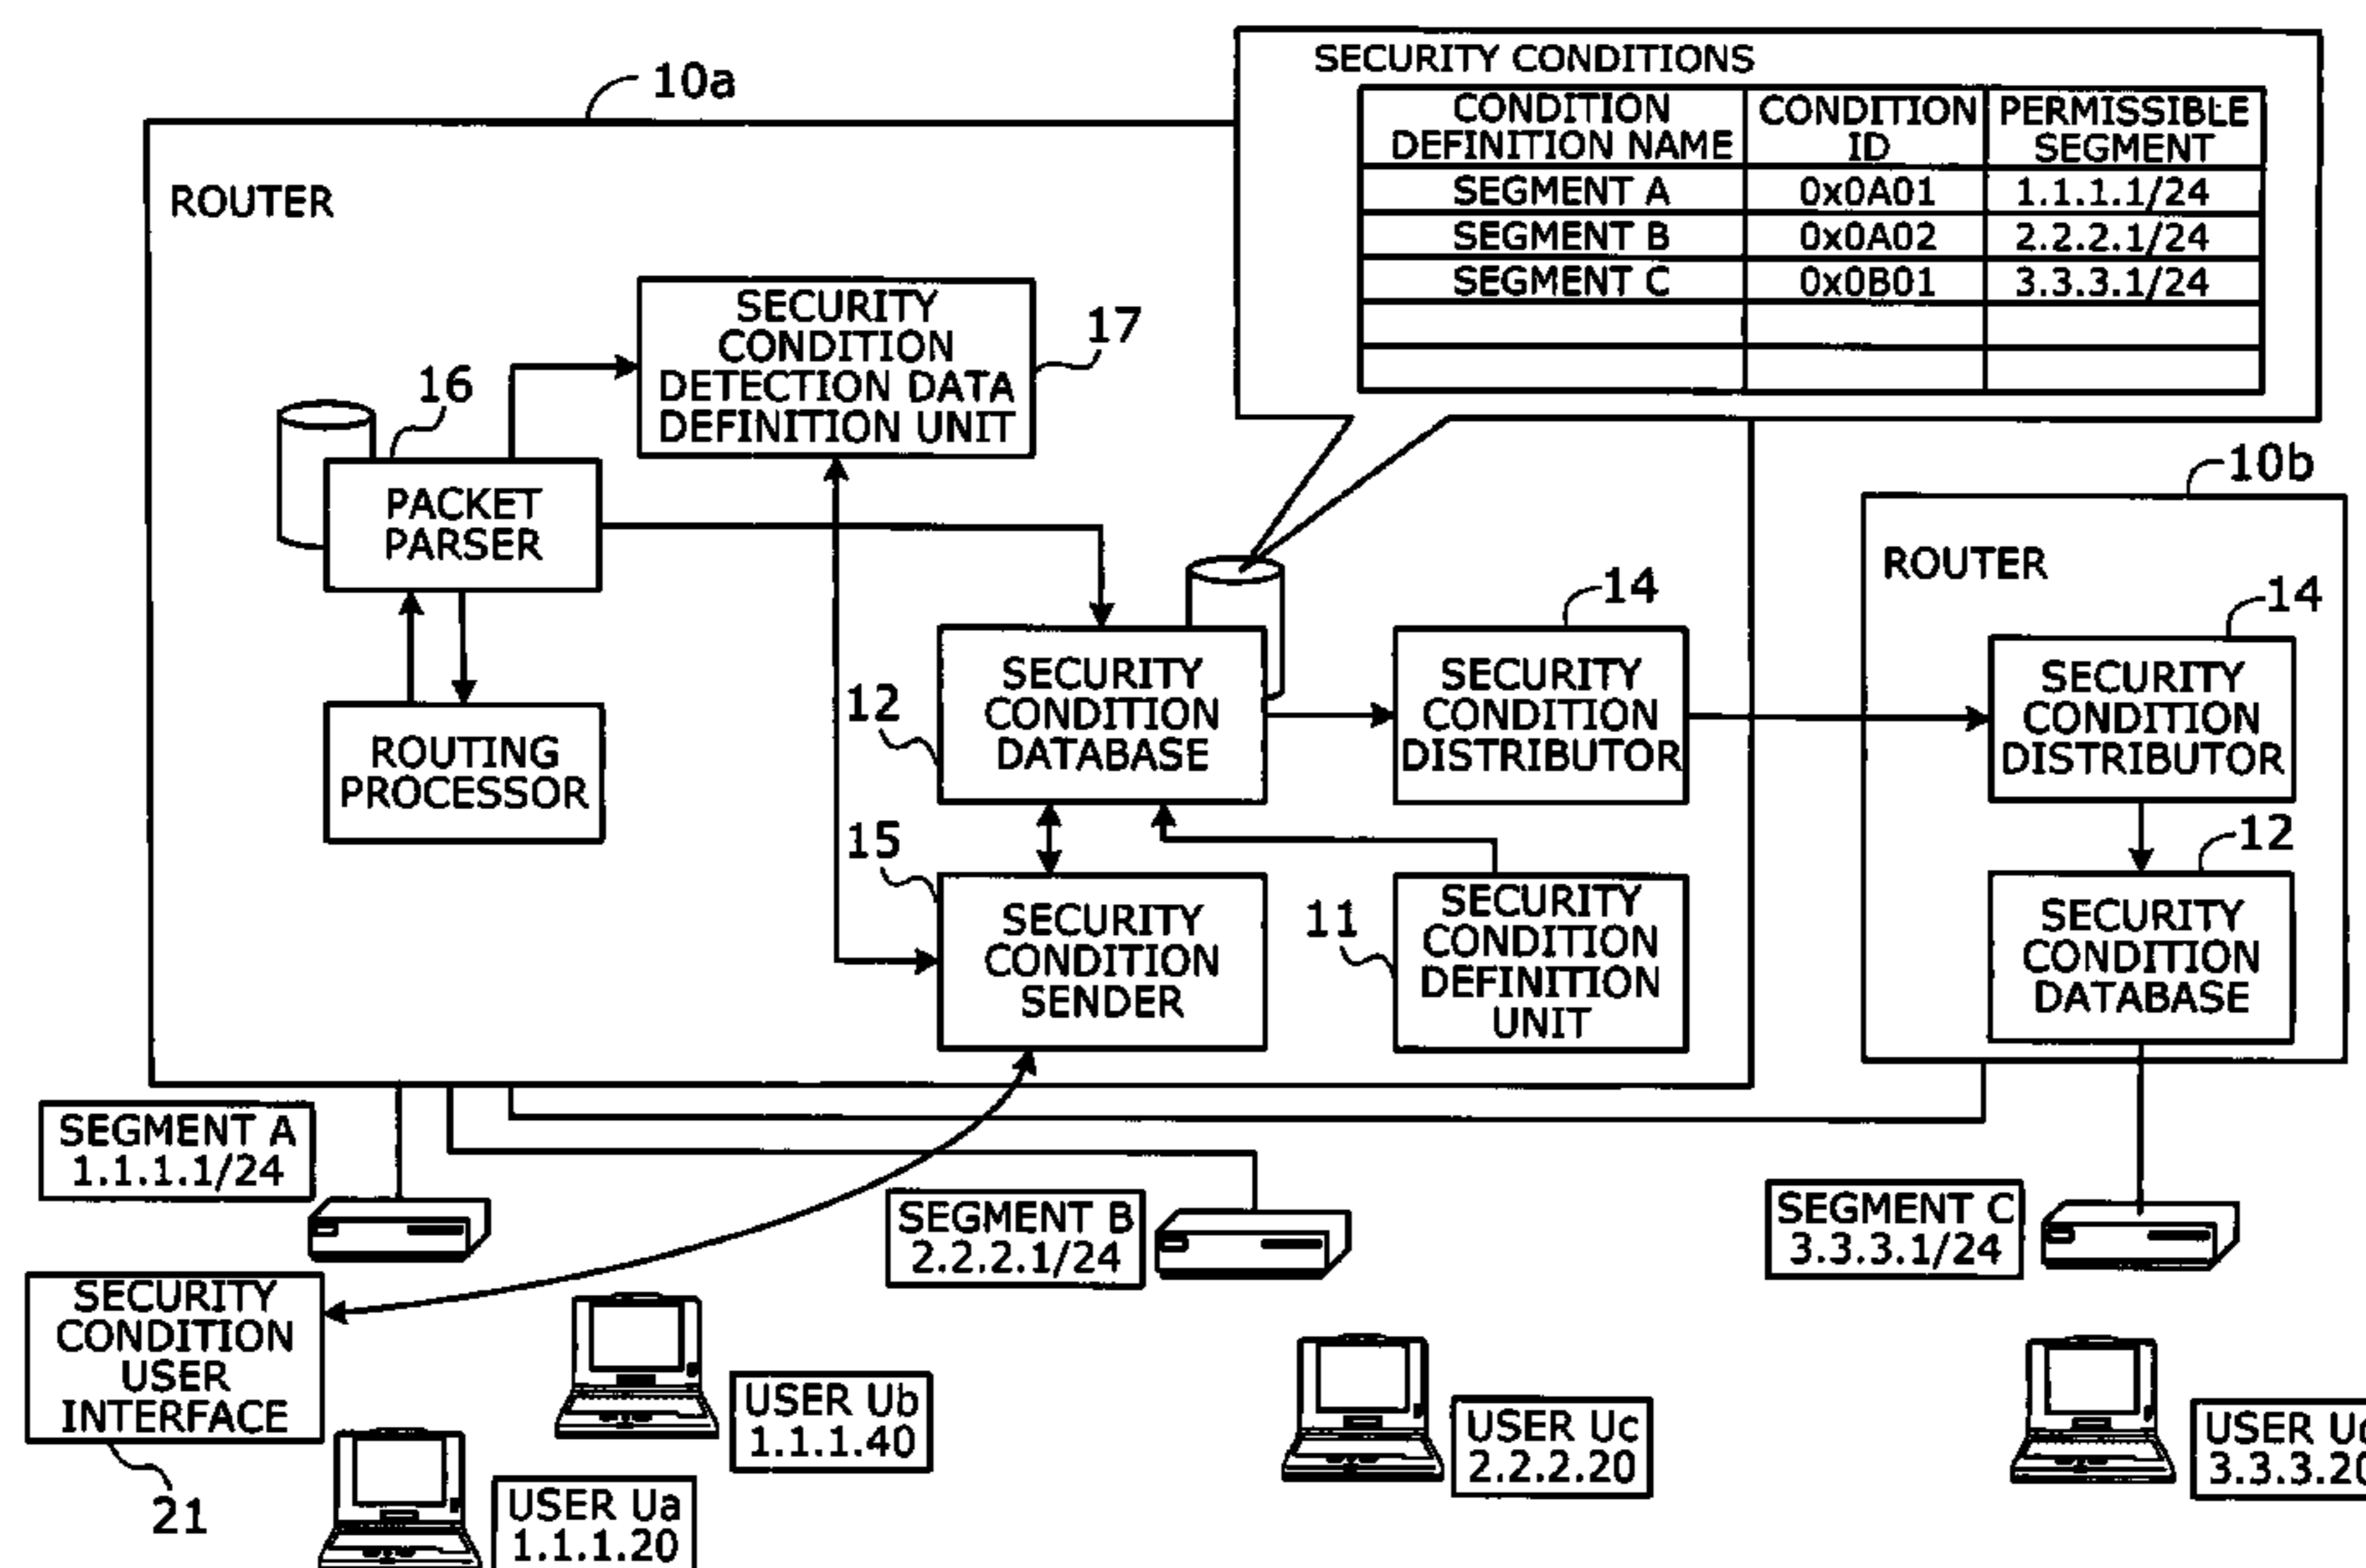 SECURITY CONDITIONS
CONDITION DEFINITION NAME CONDITION ID PERMISSIBLE SEGMENT
SEGMENT A 0x0A01 1.1.1.1/24
SEGMENT B 0x0A02 2.2.2.1/24
SEGMENT C 0x0B01 3.3.3.1/24
10a
ROUTER
SECURITY
CONDITION
DETECTION DATA
DEFINITION UNIT
17
16
PACKET
PARSER
ROUTING
PROCESSOR
12
SECURITY
CONDITION
DATABASE
14
SECURITY
CONDITION
DISTRIBUTOR
15
SECURITY
CONDITION
SENDER
11
SECURITY
CONDITION
DEFINITION
UNIT
10b
ROUTER
14
SECURITY
CONDITION
DISTRIBUTOR
12
SECURITY
CONDITION
DATABASE
SEGMENT A
1.1.1.1/24
SEGMENT B
2.2.2.1/24
SEGMENT C
3.3.3.1/24
SECURITY
CONDITION
USER
INTERFACE
21
USER Ua
1.1.1.20
USER Ub
1.1.1.40
USER Uc
2.2.2.20
USER
3.3.3.20